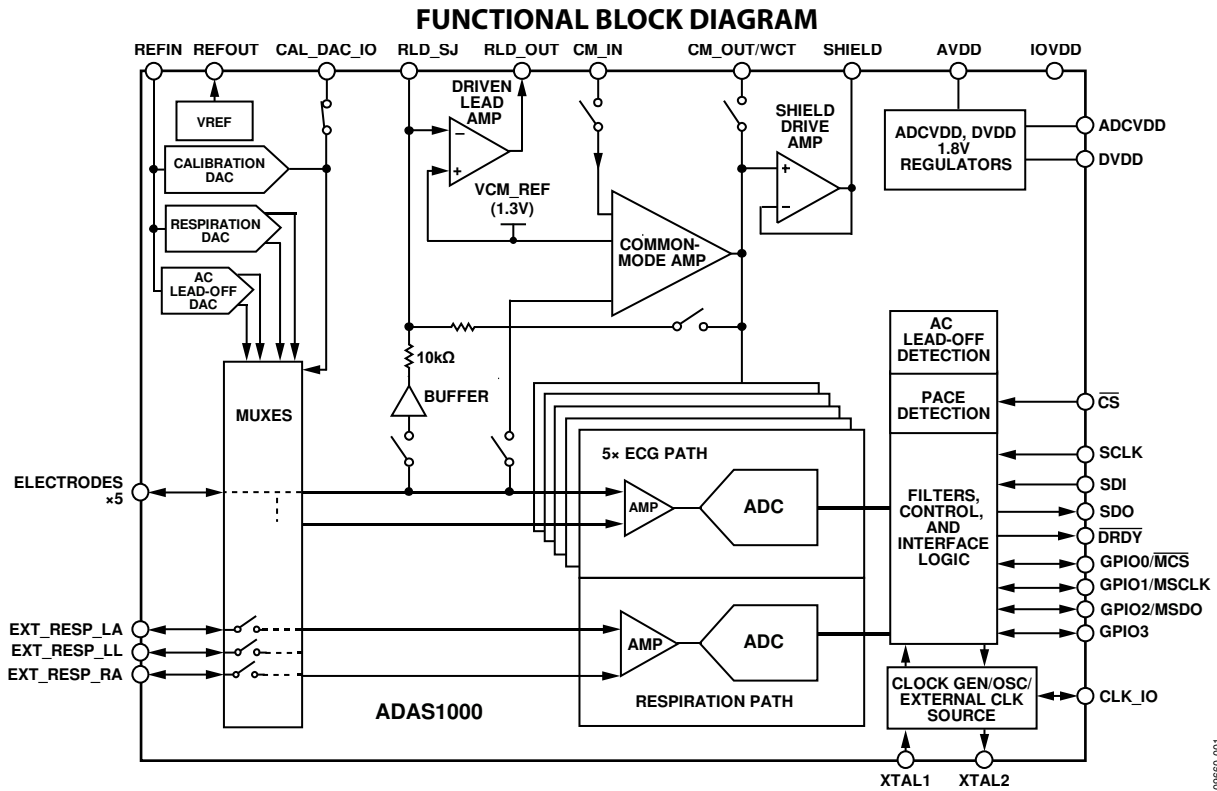 FUNCTIONAL BLOCK DIAGRAM
REFIN REFOUT CAL_DAC_IO RLD_SJ RLD_OUT CM_IN CM_OUT/WCT SHIELD AVDD IOVDD
VREF
CALIBRATION
DAC
RESPIRATION
DAC
AC
LEAD-OFF
DAC
DRIVEN
LEAD
AMP
–
+
VCM_REF
(1.3V)
COMMON-
MODE AMP
SHIELD
DRIVE
AMP
+
–
ADCVDD, DVDD
1.8V
REGULATORS
ADCVDD
DVDD
10kΩ
BUFFER
MUXES
ELECTRODES
×5
EXT_RESP_LA
EXT_RESP_LL
EXT_RESP_RA
5× ECG PATH
AMP
ADC
AMP
ADC
RESPIRATION PATH
ADAS1000
AC
LEAD-OFF
DETECTION
PACE
DETECTION
FILTERS,
CONTROL,
AND
INTERFACE
LOGIC
CS
SCLK
SDI
SDO
DRDY
GPIO0/MCS
GPIO1/MSCLK
GPIO2/MSDO
GPIO3
CLOCK GEN/OSC/
EXTERNAL CLK
SOURCE
CLK_IO
XTAL1 XTAL2
09660-001